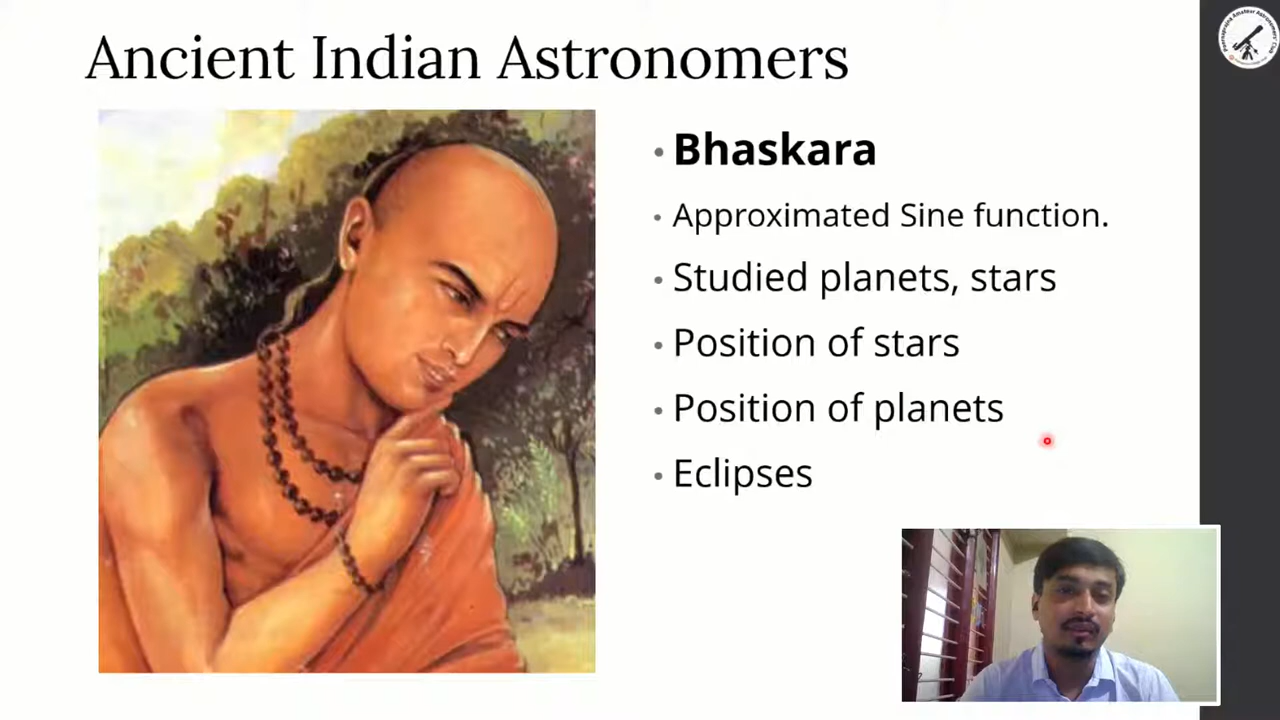 Ancient Indian Astronomers
• Bhaskara
• Approximated Sine function.
• Studied planets, stars
• Position of stars
• Position of planets
• Eclipses